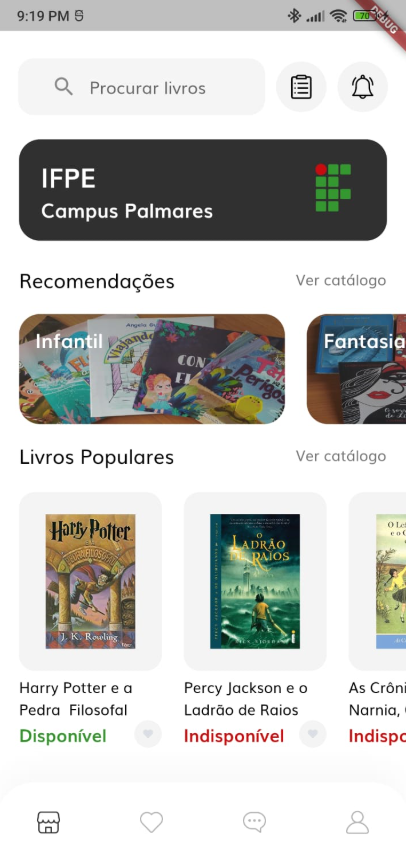 9:19 PM
70
DEBUG
Procurar livros
IFPE
Campus Palmares
Recomendações
Ver catálogo
Infantil
Fantasia
Livros Populares
Ver catálogo
Harry Potter
J. K. Rowling
O
LADRÃO
DE RAIOS
Harry Potter e a
Pedra Filosofal
Disponível
Percy Jackson e o
Ladrão de Raios
Indisponível
As Crôni
Narnia,
Indispo